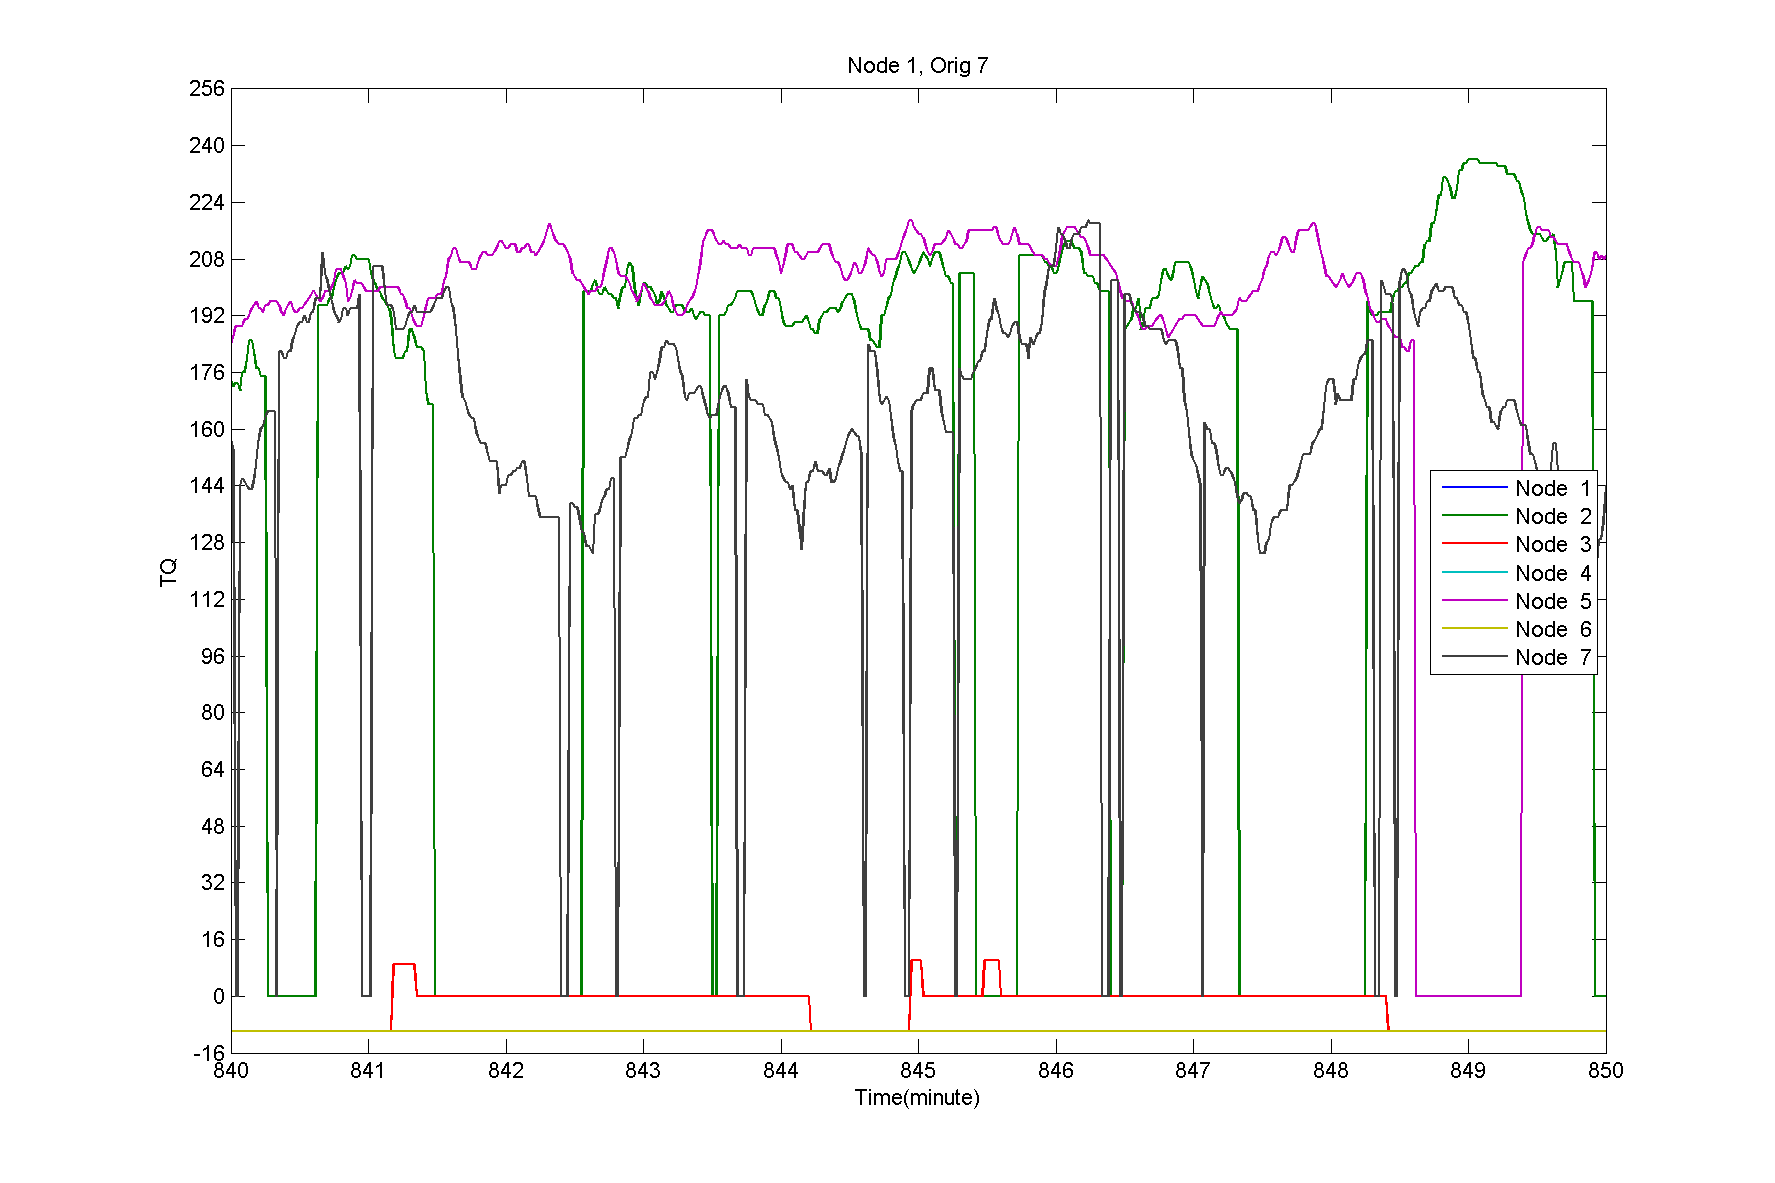 Node 1, Orig 7
256
240
224
208
192
176
160
144
128
112
96
80
64
48
32
16
0
-16
TQ
840 841 842 843 844 845 846 847 848 849 850
Time(minute)
Node 1
Node 2
Node 3
Node 4
Node 5
Node 6
Node 7